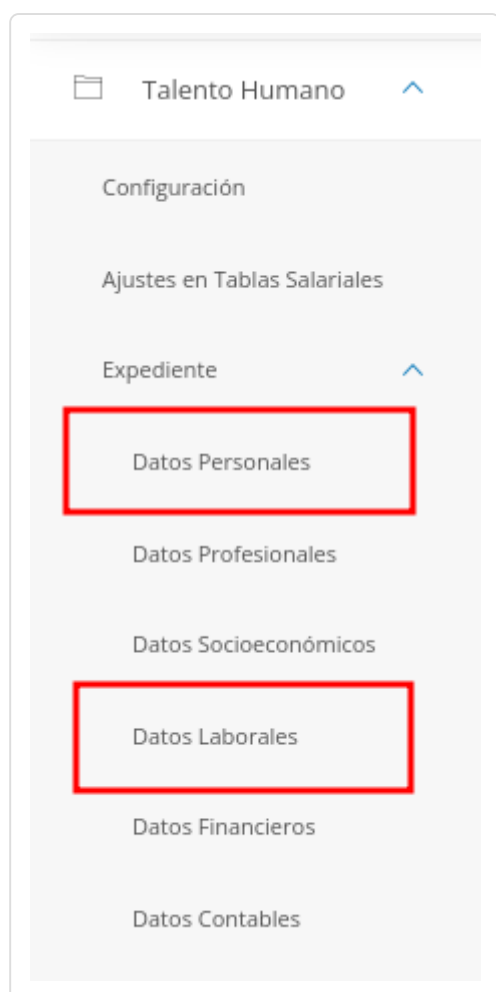 Talento Humano
Configuración
Ajustes en Tablas Salariales
Expediente
Datos Personales
Datos Profesionales
Datos Socioeconómicos
Datos Laborales
Datos Financieros
Datos Contables